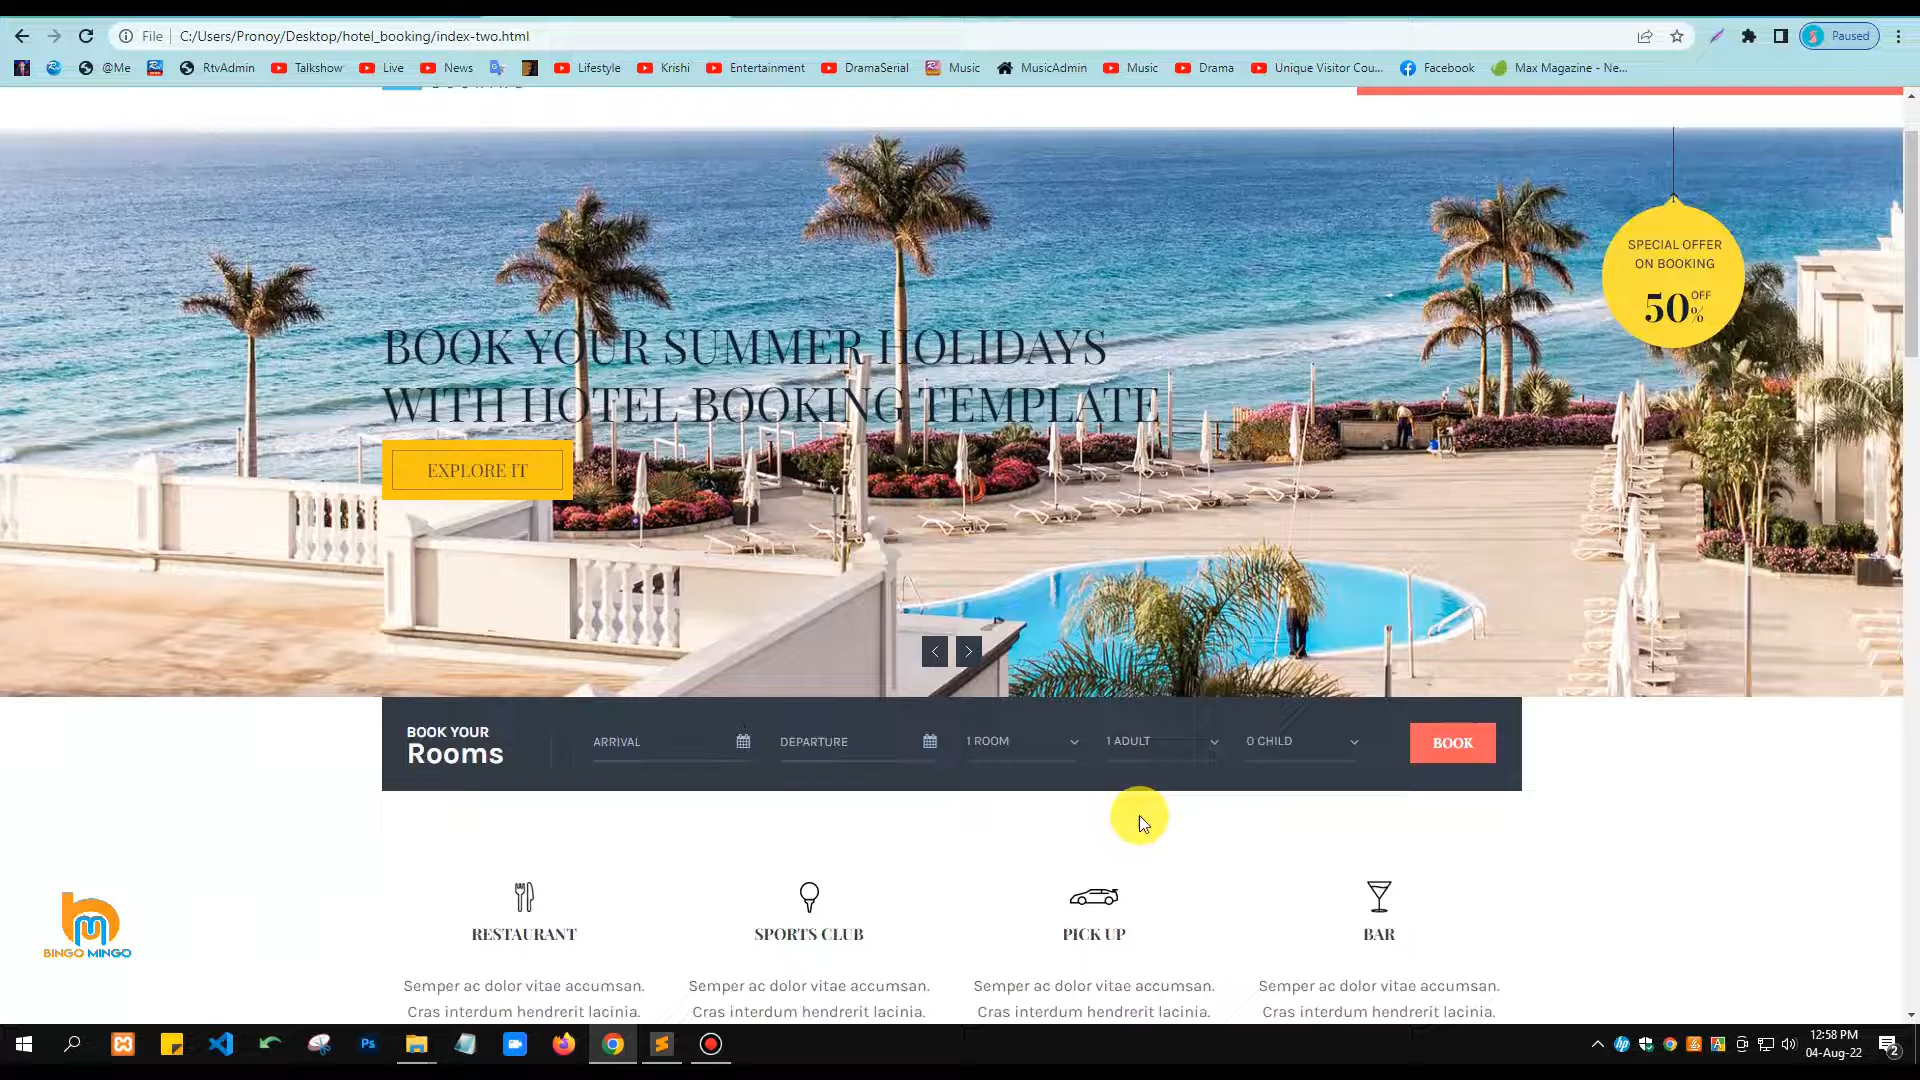 File
C:/Users/Pronoy/Desktop/hotel_booking/index-two.html
Paused
@Me
RtvAdmin
Talkshow
Live
News
Lifestyle
Krishi
Entertainment
DramaSerial
Music
MusicAdmin
Music
Drama
Unique Visitor Cou...
Facebook
Max Magazine - Ne...
SPECIAL OFFER
ON BOOKING
50% OFF
BOOK YOUR SUMMER HOLIDAYS
WITH HOTEL BOOKING TEMPLATE
EXPLORE IT
BOOK YOUR
Rooms
ARRIVAL
DEPARTURE
1 ROOM
1 ADULT
0 CHILD
BOOK
RESTAURANT
SPORTS CLUB
PICK UP
BAR
Semper ac dolor vitae accumsan.
Cras interdum hendrerit lacinia.
Semper ac dolor vitae accumsan.
Cras interdum hendrerit lacinia.
Semper ac dolor vitae accumsan.
Cras interdum hendrerit lacinia.
Semper ac dolor vitae accumsan.
Cras interdum hendrerit lacinia.
BINGO MINGO
Ps
hp
12:58 PM
04-Aug-22
2